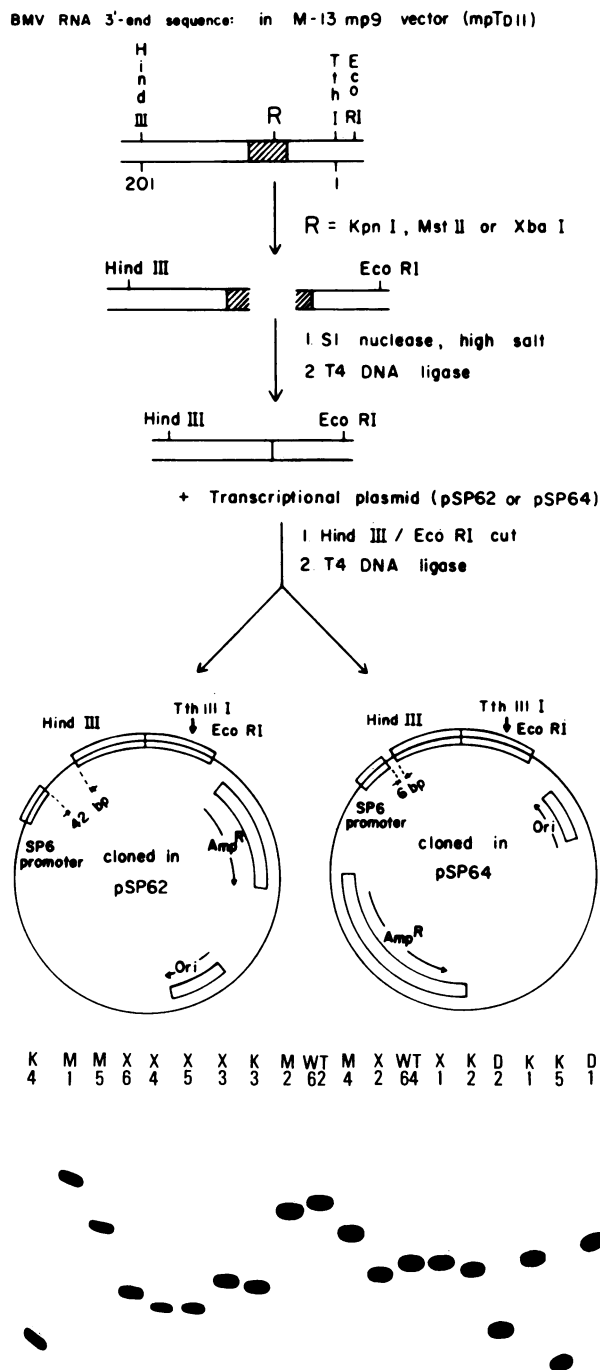 BMV RNA 3'-end sequence: in M-13 mp9 vector (mpTD11)
Hind III
R
Tth I
Eco RI
201
1
R = Kpn I, Mst II or Xba I
Hind III
Eco RI
1. S1 nuclease, high salt
2 T4 DNA ligase
Hind III
Eco RI
+ Transcriptional plasmid (pSP62 or pSP64)
1. Hind III / Eco RI cut
2. T4 DNA ligase
Hind III
Tth III I
Eco RI
42 bp
SP6 promoter
cloned in pSP62
AmpR
Ori
Hind III
Tth III I
Eco RI
6 bp
SP6 promoter
cloned in pSP64
Ori
AmpR
K M M X X X X K M WT M X WT X K D K K D
4 1 5 6 4 5 3 3 2 62 4 2 64 1 2 2 1 5 1